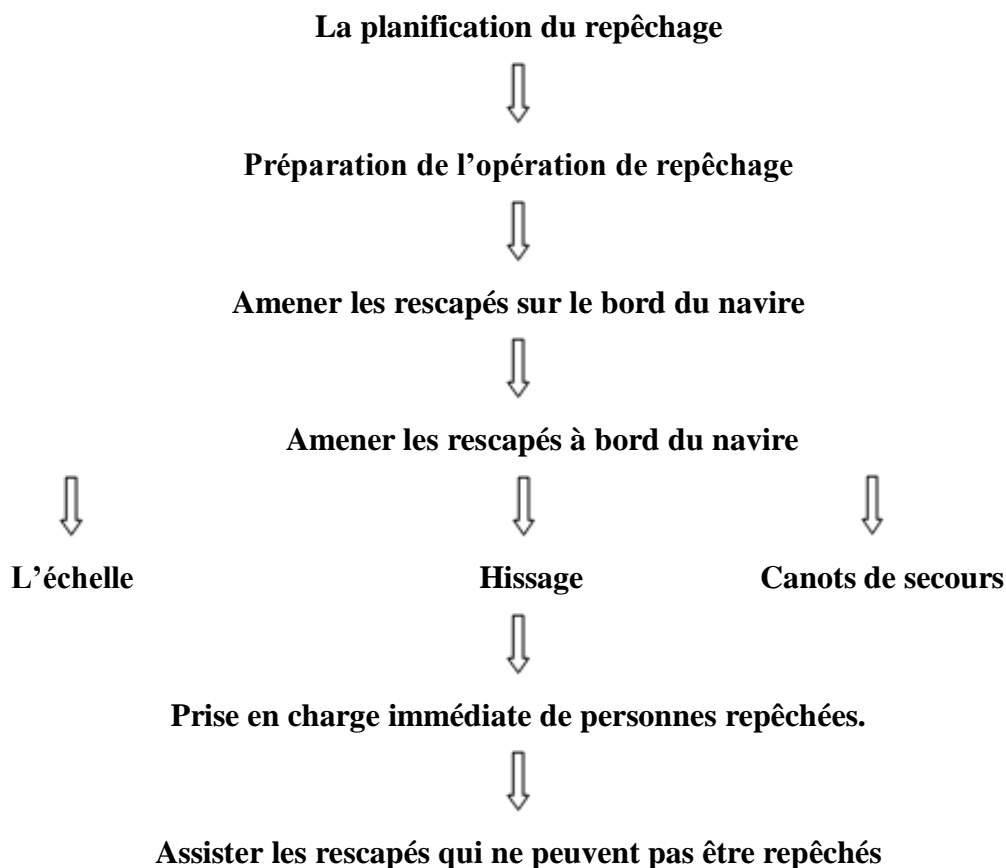 La planification du repêchage
Préparation de l’opération de repêchage
Amener les rescapés sur le bord du navire
Amener les rescapés à bord du navire
L’échelle Hissage Canots de secours
Prise en charge immédiate de personnes repêchées.
Assister les rescapés qui ne peuvent pas être repêchés